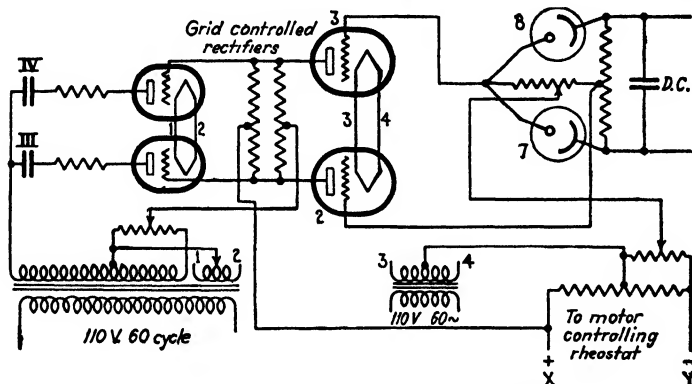 Grid controlled
rectifiers
3
8
IV
D.C.
1
2
3
4
III
7
2
1
2
3
4
110 V. 60 cycle
110V 60~
To motor
controlling
rheostat
+
-
X
Y